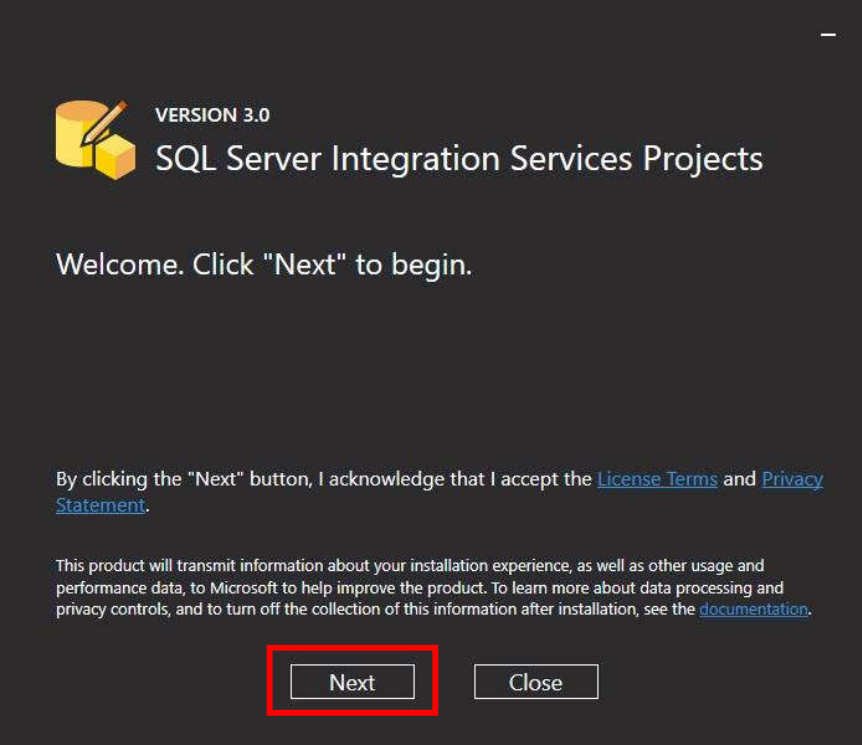 VERSION 3.0
SQL Server Integration Services Projects
Welcome. Click "Next" to begin.
By clicking the "Next" button, I acknowledge that I accept the License Terms and Privacy
Statement.
This product will transmit information about your installation experience, as well as other usage and
performance data, to Microsoft to help improve the product. To learn more about data processing and
privacy controls, and to turn off the collection of this information after installation, see the documentation.
Next Close